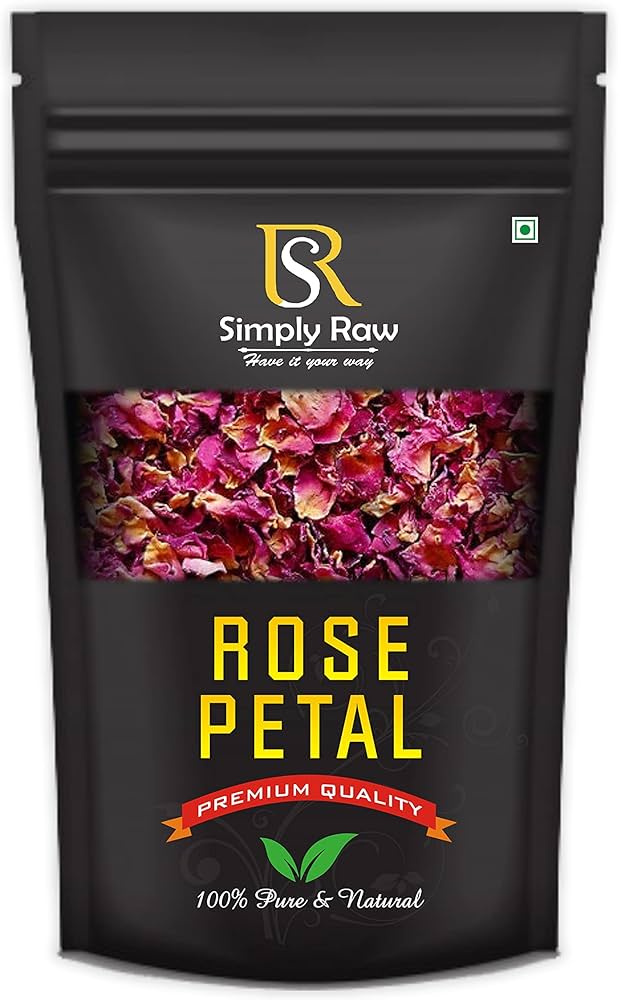 SR
Simply Raw
Have it your way
ROSE
PETAL
PREMIUM QUALITY
100% Pure & Natural